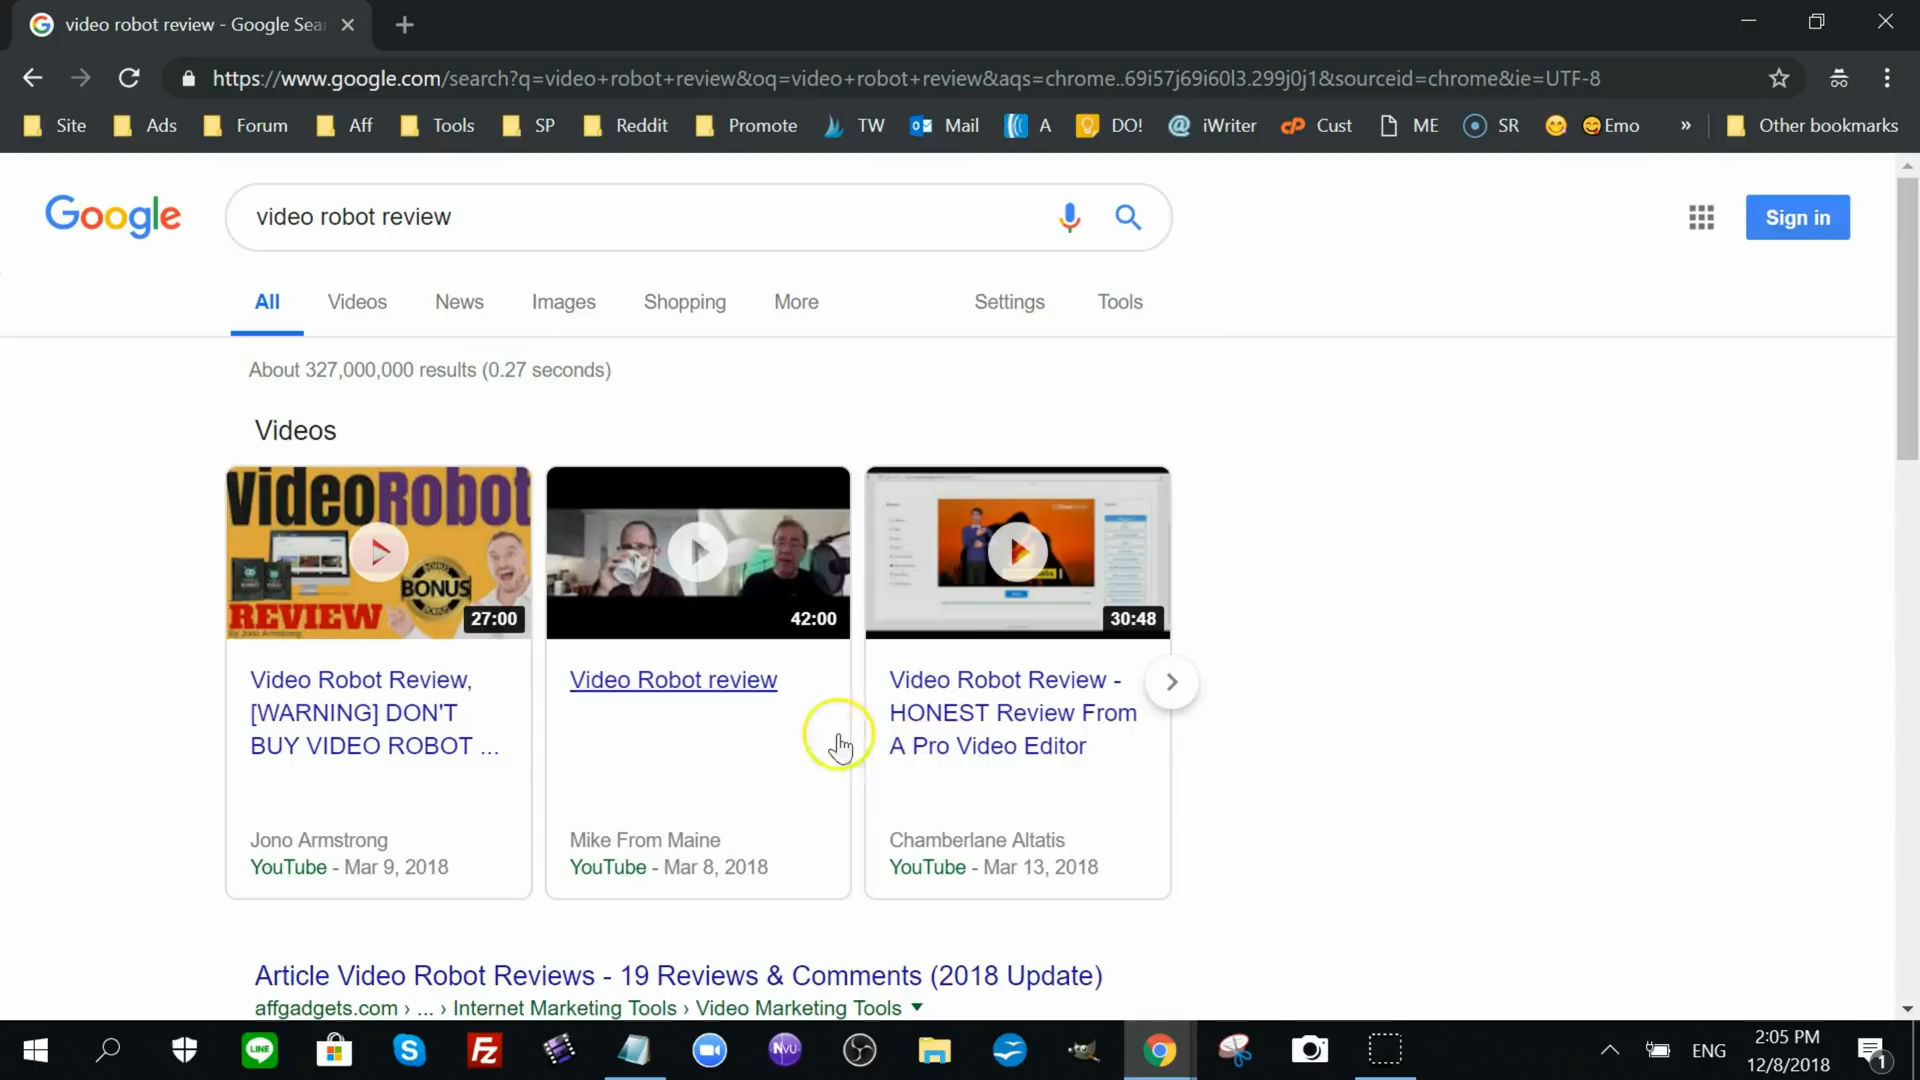 video robot review - Google Sear
https://www.google.com/search?q=video+robot+review&oq=video+robot+review&aqs=chrome..69i57j69i60l3.299j0j1&sourceid=chrome&ie=UTF-8
Site Ads Forum Aff Tools SP Reddit Promote TW Mail A DO! iWriter Cust ME SR Emo » Other bookmarks
Google
video robot review
Sign in
All Videos News Images Shopping More Settings Tools
About 327,000,000 results (0.27 seconds)
Videos
VideoRobot
BONUS
REVIEW
by Jono Armstrong
27:00
42:00
30:48
Video Robot Review,
[WARNING] DON'T
BUY VIDEO ROBOT ...
Jono Armstrong
YouTube - Mar 9, 2018
Video Robot review
Mike From Maine
YouTube - Mar 8, 2018
Video Robot Review -
HONEST Review From
A Pro Video Editor
Chamberlane Altatis
YouTube - Mar 13, 2018
Article Video Robot Reviews - 19 Reviews & Comments (2018 Update)
affgadgets.com › ... › Internet Marketing Tools › Video Marketing Tools
LINE
S
Fz
NVU
ENG
2:05 PM
12/8/2018
1